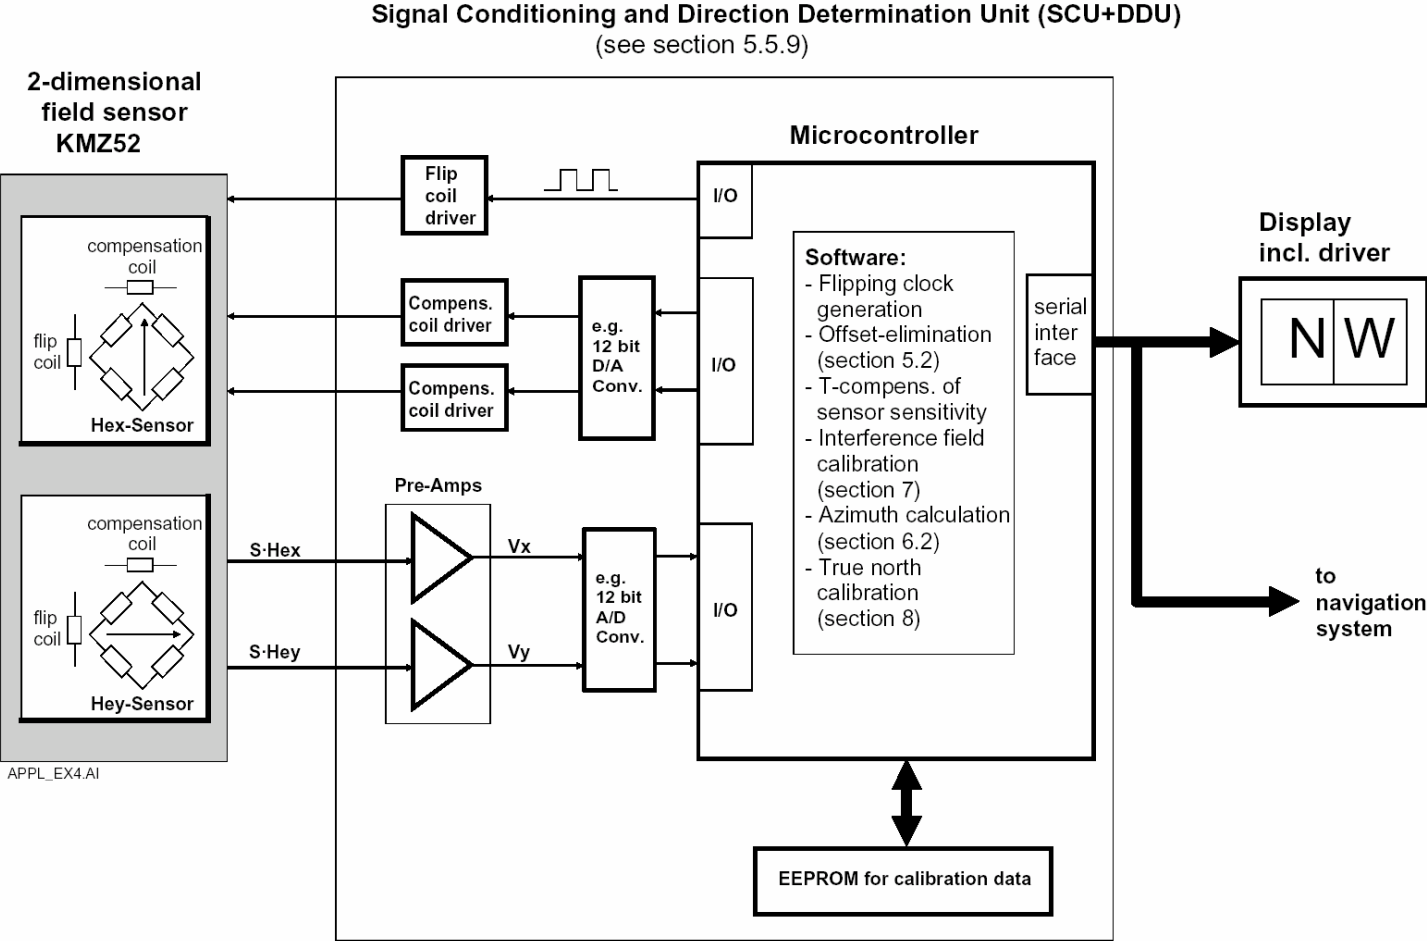 Signal Conditioning and Direction Determination Unit (SCU+DDU)
(see section 5.5.9)
2-dimensional
field sensor
KMZ52
compensation
coil
flip
coil
Hex-Sensor
compensation
coil
flip
coil
Hey-Sensor
APPL_EX4.AI
Flip
coil
driver
Compens.
coil driver
Compens.
coil driver
e.g.
12 bit
D/A
Conv.
Pre-Amps
S·Hex
S·Hey
Vx
Vy
e.g.
12 bit
A/D
Conv.
Microcontroller
I/O
I/O
I/O
Software:
- Flipping clock
generation
- Offset-elimination
(section 5.2)
- T-compens. of
sensor sensitivity
- Interference field
calibration
(section 7)
- Azimuth calculation
(section 6.2)
- True north
calibration
(section 8)
serial
inter
face
EEPROM for calibration data
Display
incl. driver
N W
to
navigation
system